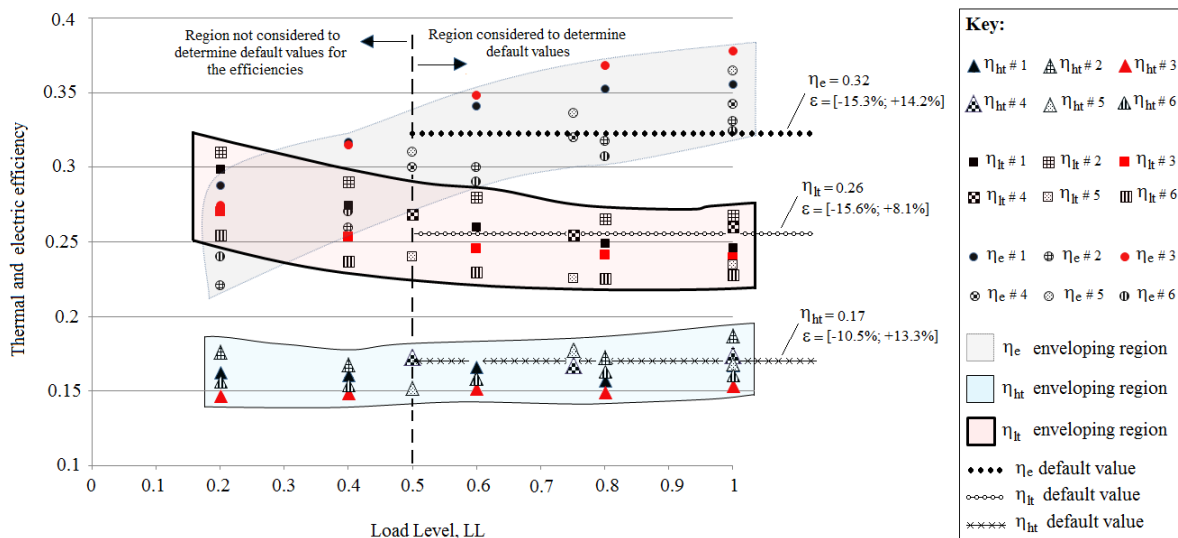 0.4
0.35
0.3
0.25
0.2
0.15
0.1
Thermal and electric efficiency
Region not considered to
determine default values for
the efficiencies
Region considered to determine
default values
ηe = 0.32
ε = [-15.3%; +14.2%]
ηlt = 0.26
ε = [-15.6%; +8.1%]
ηht = 0.17
ε = [-10.5%; +13.3%]
0 0.1 0.2 0.3 0.4 0.5 0.6 0.7 0.8 0.9 1
Load Level, LL
Key:
ηht # 1 ηht # 2 ηht # 3
ηht # 4 ηht # 5 ηht # 6
ηlt # 1 ηlt # 2 ηlt # 3
ηlt # 4 ηlt # 5 ηlt # 6
ηe # 1 ηe # 2 ηe # 3
ηe # 4 ηe # 5 ηe # 6
ηe enveloping region
ηht enveloping region
ηlt enveloping region
ηe default value
ηlt default value
ηht default value